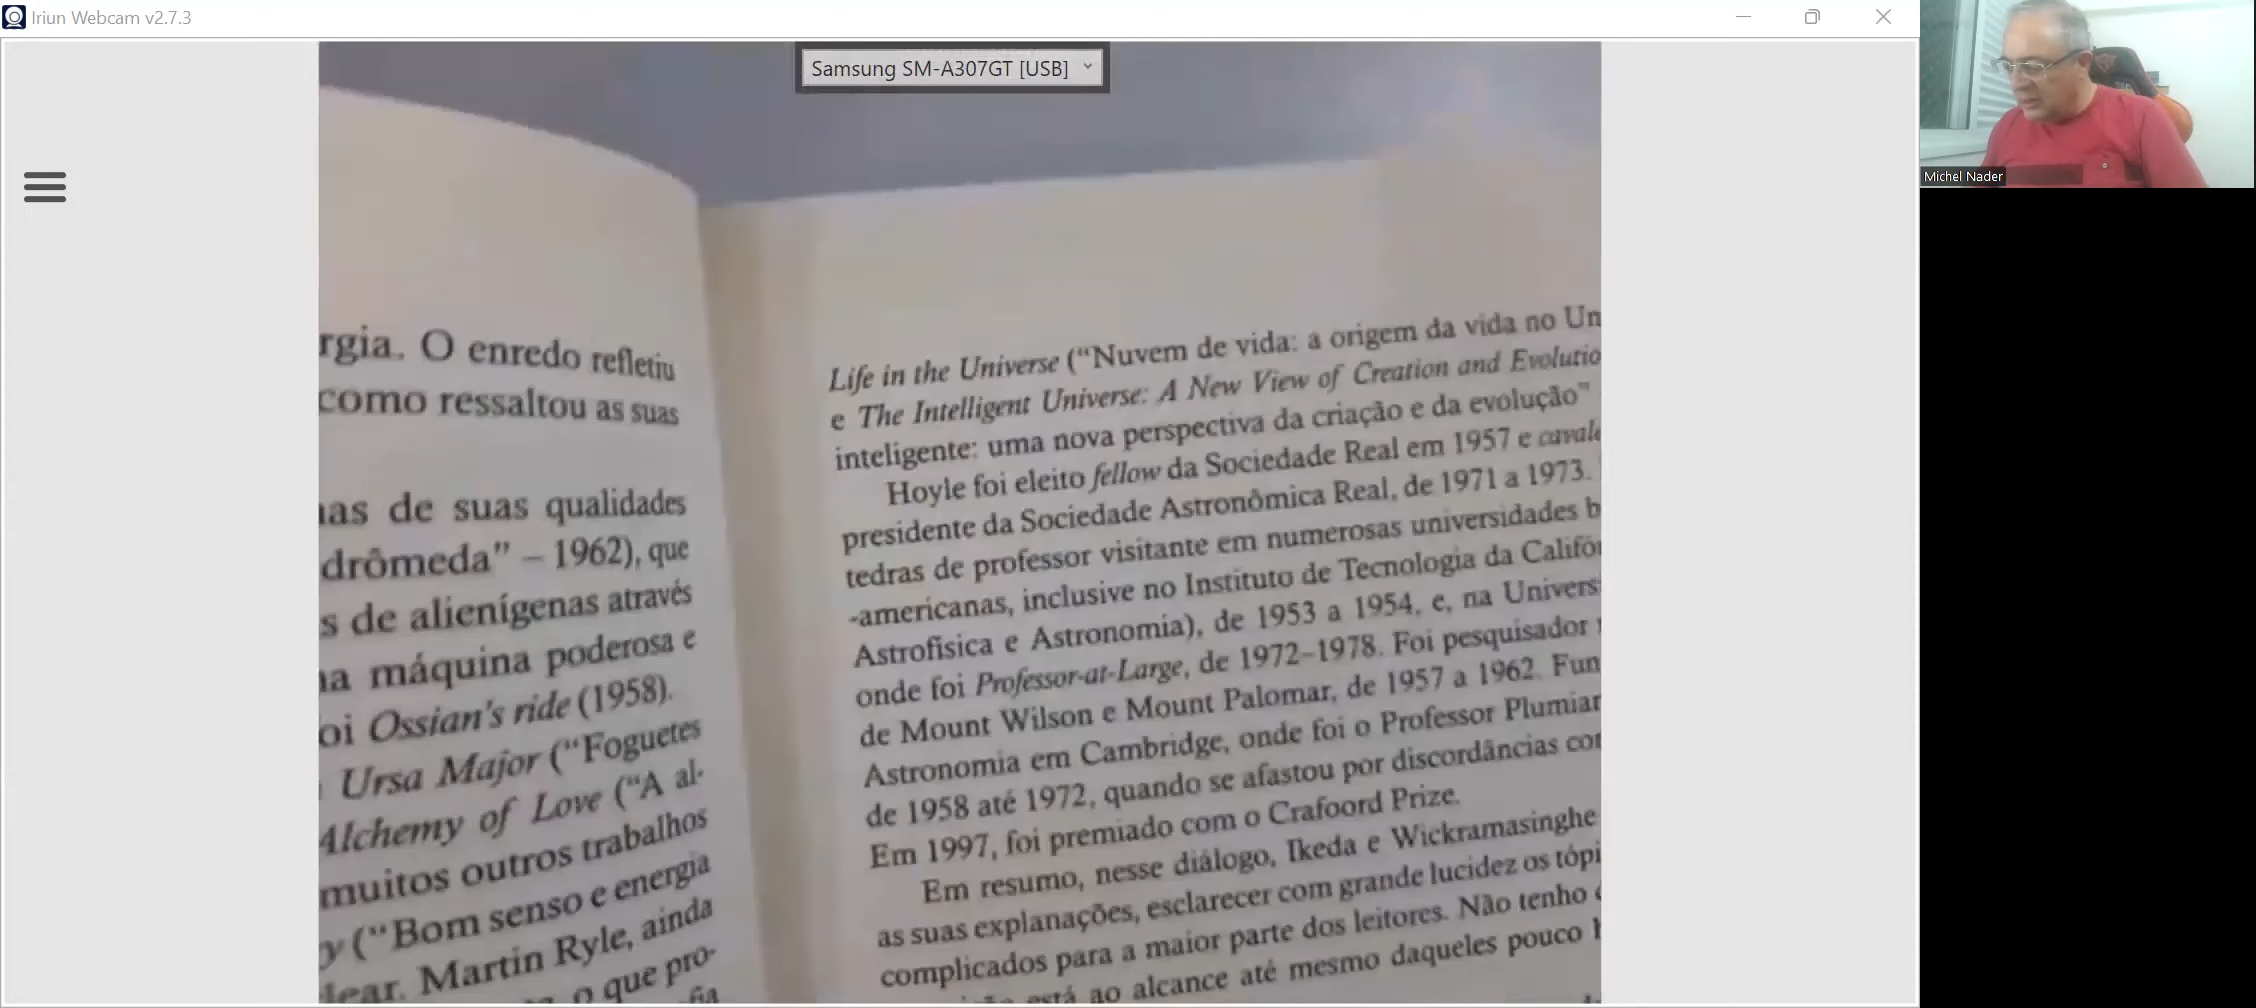 Iriun Webcam v2.7.3
Samsung SM-A307GT [USB]
Michel Nader
rgia. O enredo refletiu
como ressaltou as suas
as de suas qualidades
drômeda" – 1962), que
s de alienígenas através
a máquina poderosa e
oi Ossian's ride (1958).
Ursa Major ("Foguetes
Alchemy of Love ("A al-
muitos outros trabalhos
y ("Bom senso e energia
lear. Martin Ryle, ainda
o que pro-
Life in the Universe ("Nuvem de vida: a origem da vida no Un
e The Intelligent Universe: A New View of Creation and Evolutio
inteligente: uma nova perspectiva da criação e da evolução"
Hoyle foi eleito fellow da Sociedade Real em 1957 e cavale
presidente da Sociedade Astronômica Real, de 1971 a 1973.
tedras de professor visitante em numerosas universidades b
-americanas, inclusive no Instituto de Tecnologia da Califór
Astrofísica e Astronomia), de 1953 a 1954, e, na Univers
onde foi Professor-at-Large, de 1972–1978. Foi pesquisador
de Mount Wilson e Mount Palomar, de 1957 a 1962. Fun
Astronomia em Cambridge, onde foi o Professor Plumian
de 1958 até 1972, quando se afastou por discordâncias con
Em 1997, foi premiado com o Crafoord Prize.
Em resumo, nesse diálogo, Ikeda e Wickramasinghe
as suas explanações, esclarecer com grande lucidez os tópi
complicados para a maior parte dos leitores. Não tenho
está ao alcance até mesmo daqueles pouco